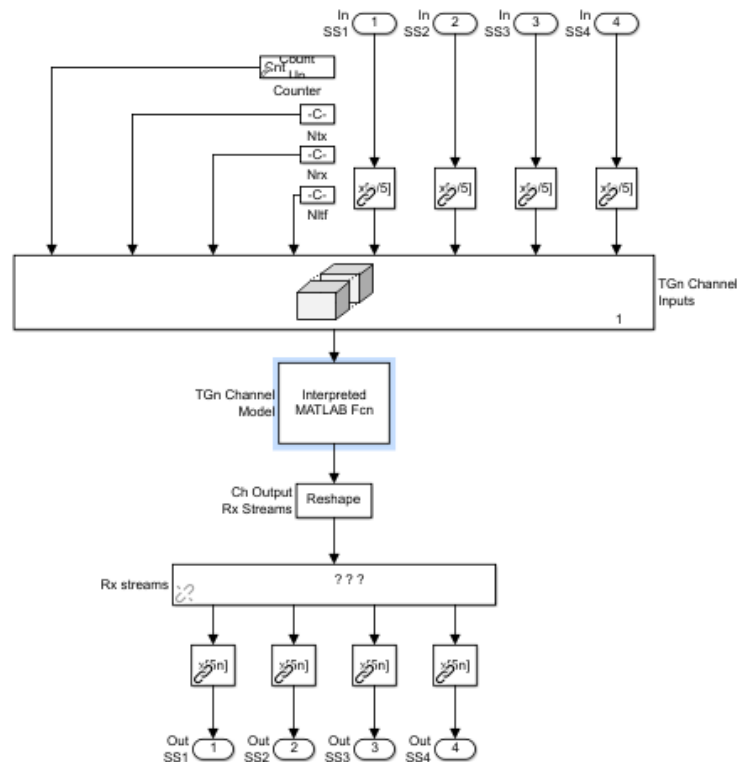 In
SS1
1
In
SS2
2
In
SS3
3
In
SS4
4
Count
Up
Counter
-C-
Ntx
-C-
Nrx
-C-
Nltf
TGn Channel
Inputs
1
TGn Channel
Model
Interpreted
MATLAB Fcn
Ch Output
Rx Streams
Reshape
Rx streams
? ? ?
Out
SS1
1
Out
SS2
2
Out
SS3
3
Out
SS4
4